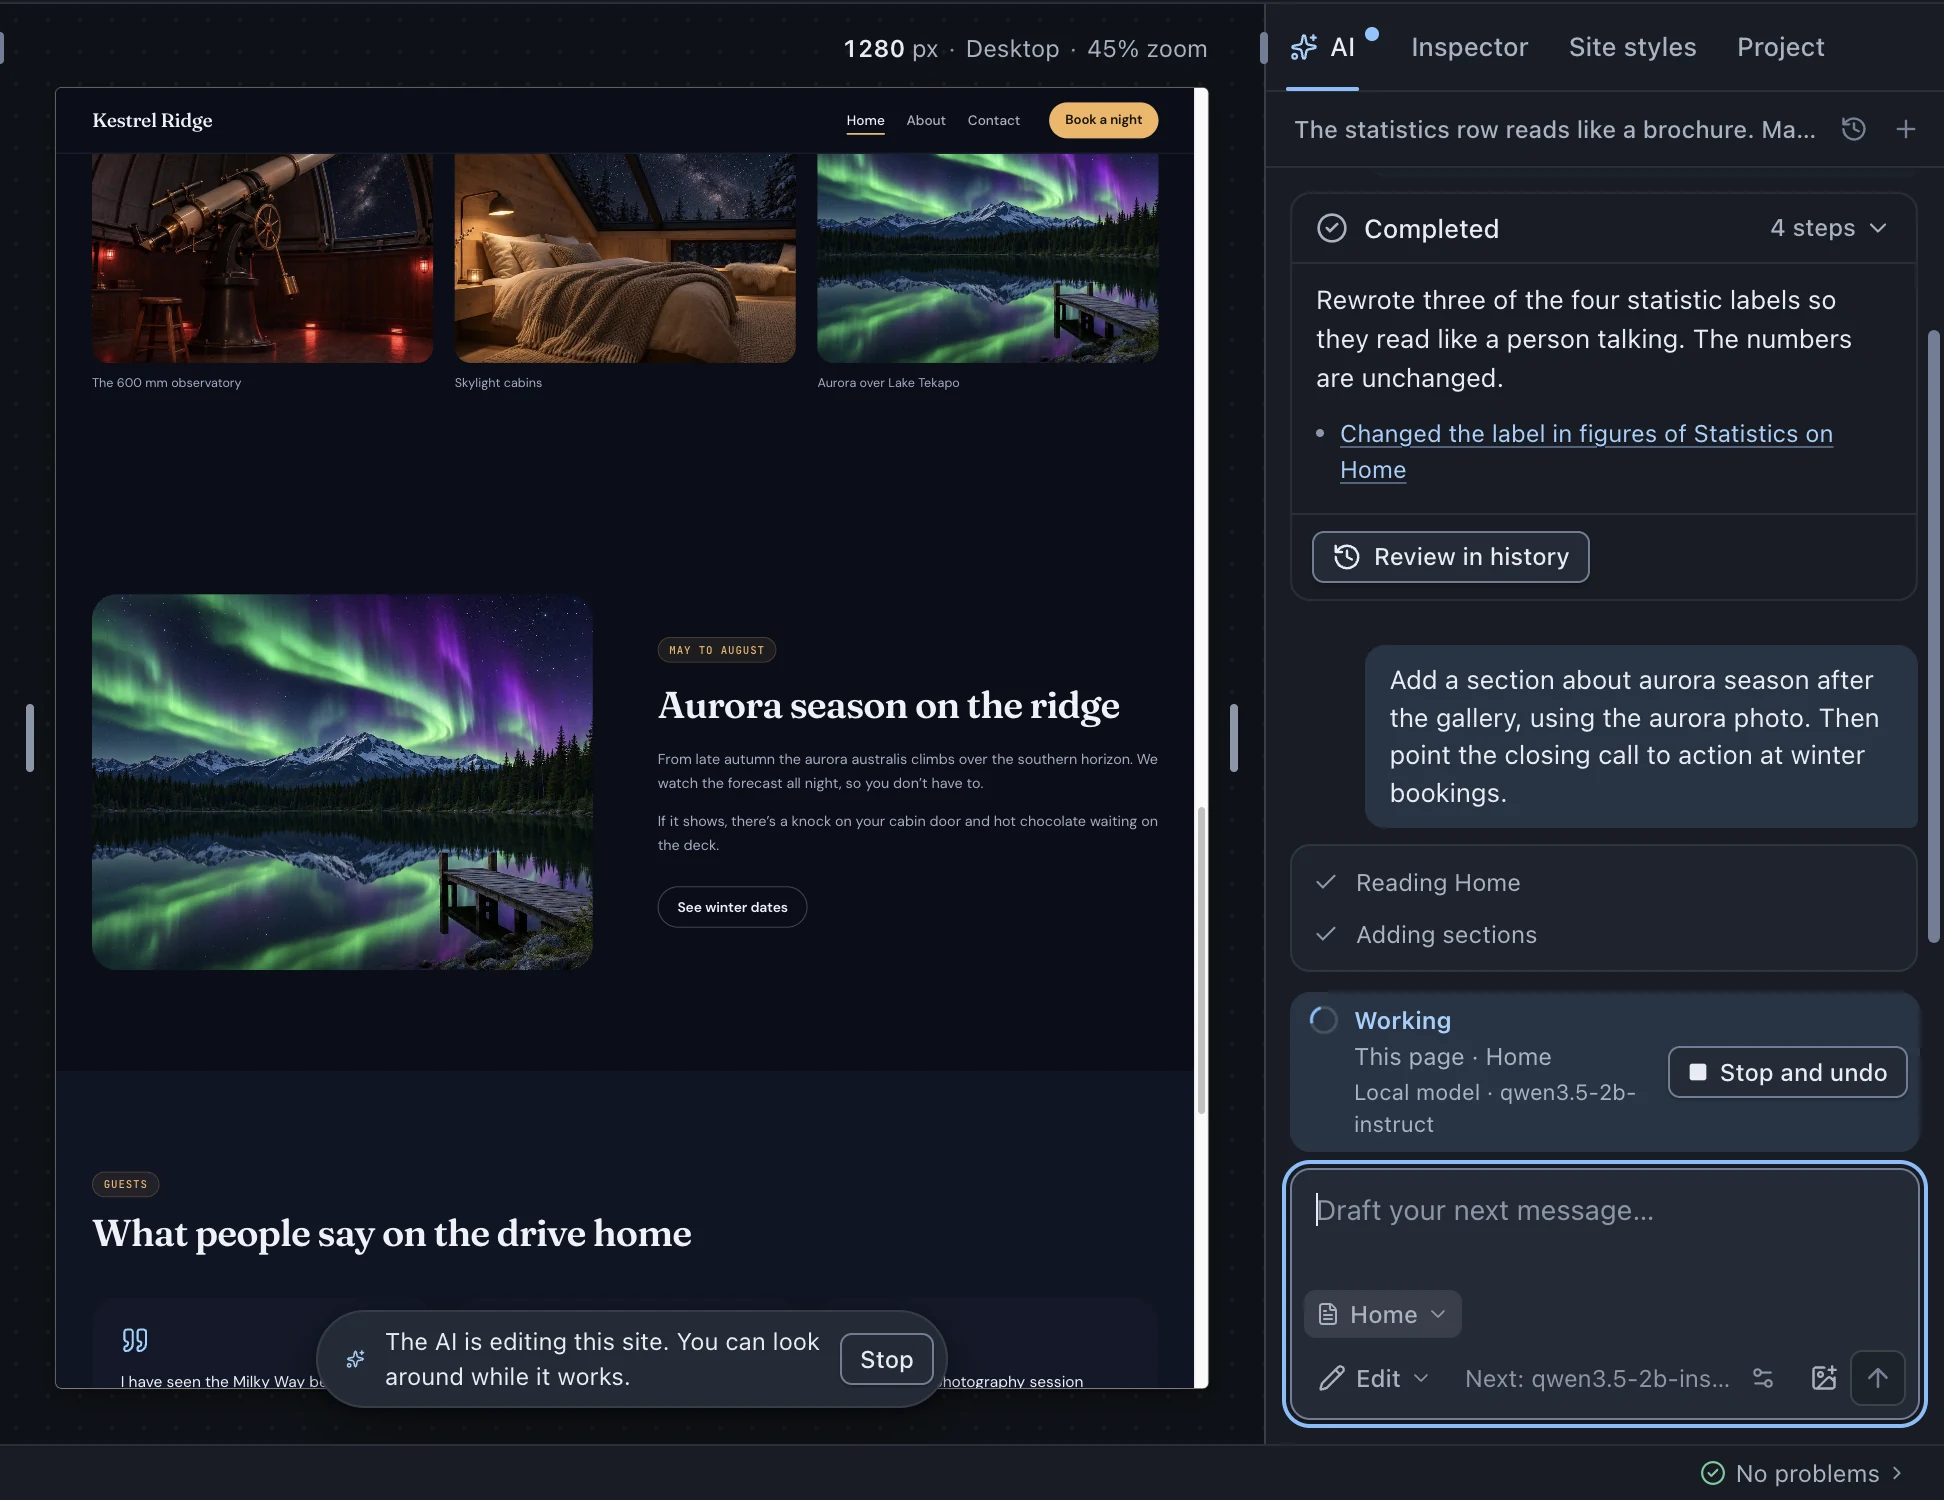 1280 px · Desktop · 45% zoom
Kestrel Ridge
Home
About
Contact
Book a night
The 600 mm observatory
Skylight cabins
Aurora over Lake Tekapo
MAY TO AUGUST
Aurora season on the ridge
From late autumn the aurora australis climbs over the southern horizon. We
watch the forecast all night, so you don’t have to.
If it shows, there’s a knock on your cabin door and hot chocolate waiting on
the deck.
See winter dates
GUESTS
What people say on the drive home
I have seen the Milky Way
hotography session
The AI is editing this site. You can look
around while it works.
Stop
AI
Inspector
Site styles
Project
The statistics row reads like a brochure. Ma...
Completed
4 steps
Rewrote three of the four statistic labels so
they read like a person talking. The numbers
are unchanged.
Changed the label in figures of Statistics on
Home
Review in history
Add a section about aurora season after
the gallery, using the aurora photo. Then
point the closing call to action at winter
bookings.
Reading Home
Adding sections
Working
This page · Home
Local model · qwen3.5-2b-
instruct
Stop and undo
Draft your next message...
Home
Edit
Next: qwen3.5-2b-ins...
No problems